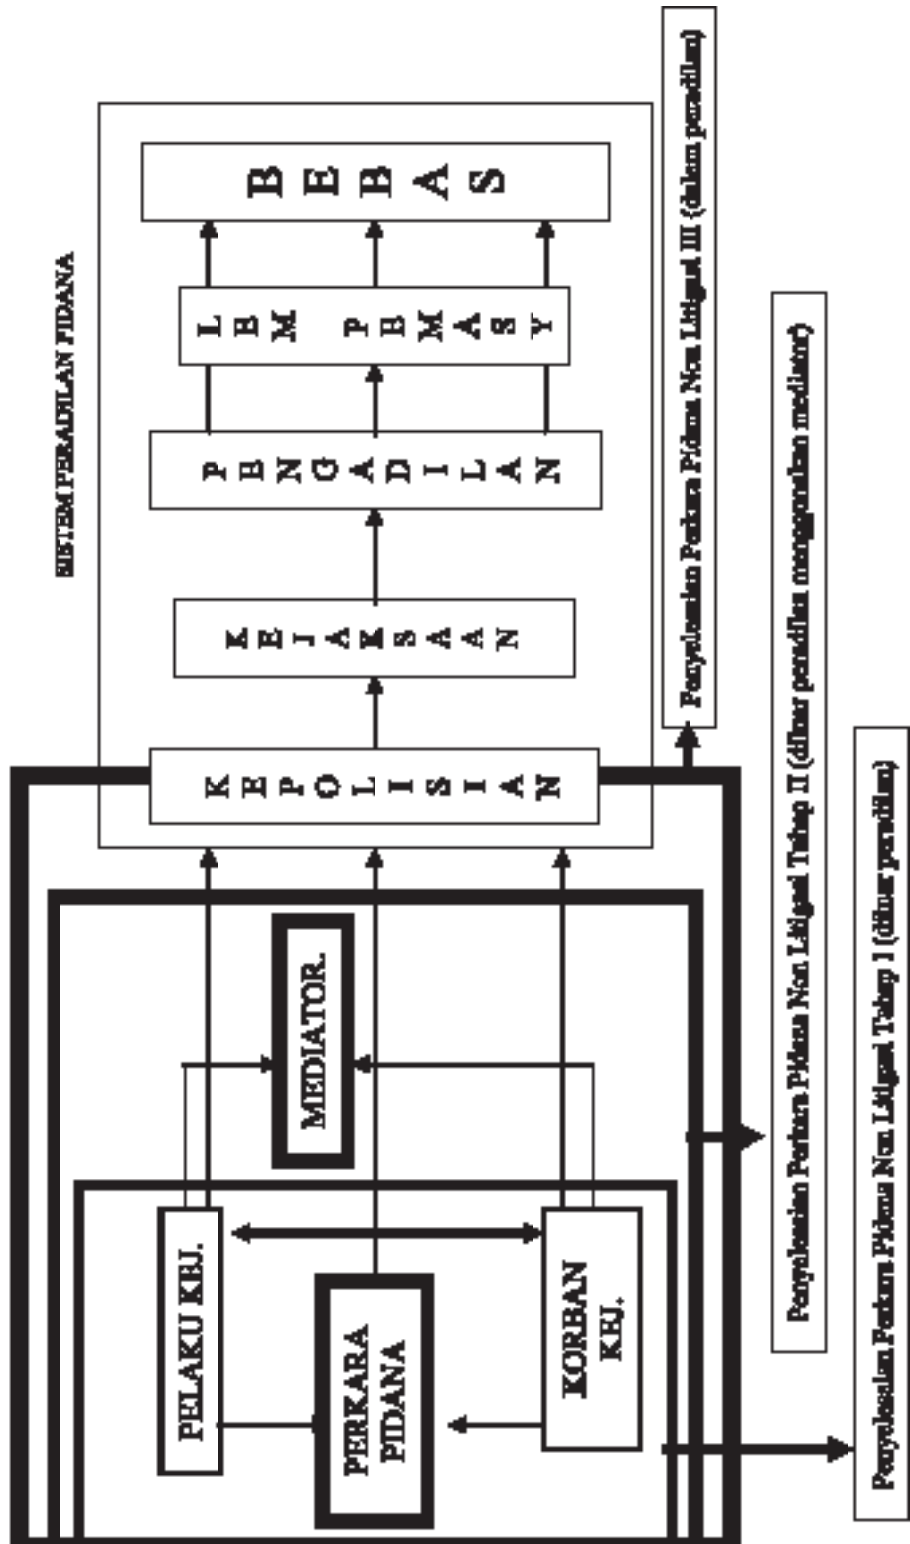 SISTEM PERADILAN PIDANA
PELAKU KEJ.
PERKARA
PIDANA
KORBAN
KEJ.
MEDIATOR.
KEPOLISIAN
KEJAKSAAN
PENGADILAN
LEM PEMASY
BEBAS
Penyelesaian Perkara Pidana Non Litigasi III (dalam peradilan)
Penyelesaian Perkara Pidana Non Litigasi Tahap II (diluar peradilan menggunakan mediator)
Penyelesaian Perkara Pidana Non Litigasi Tahap I (diluar peradilan)